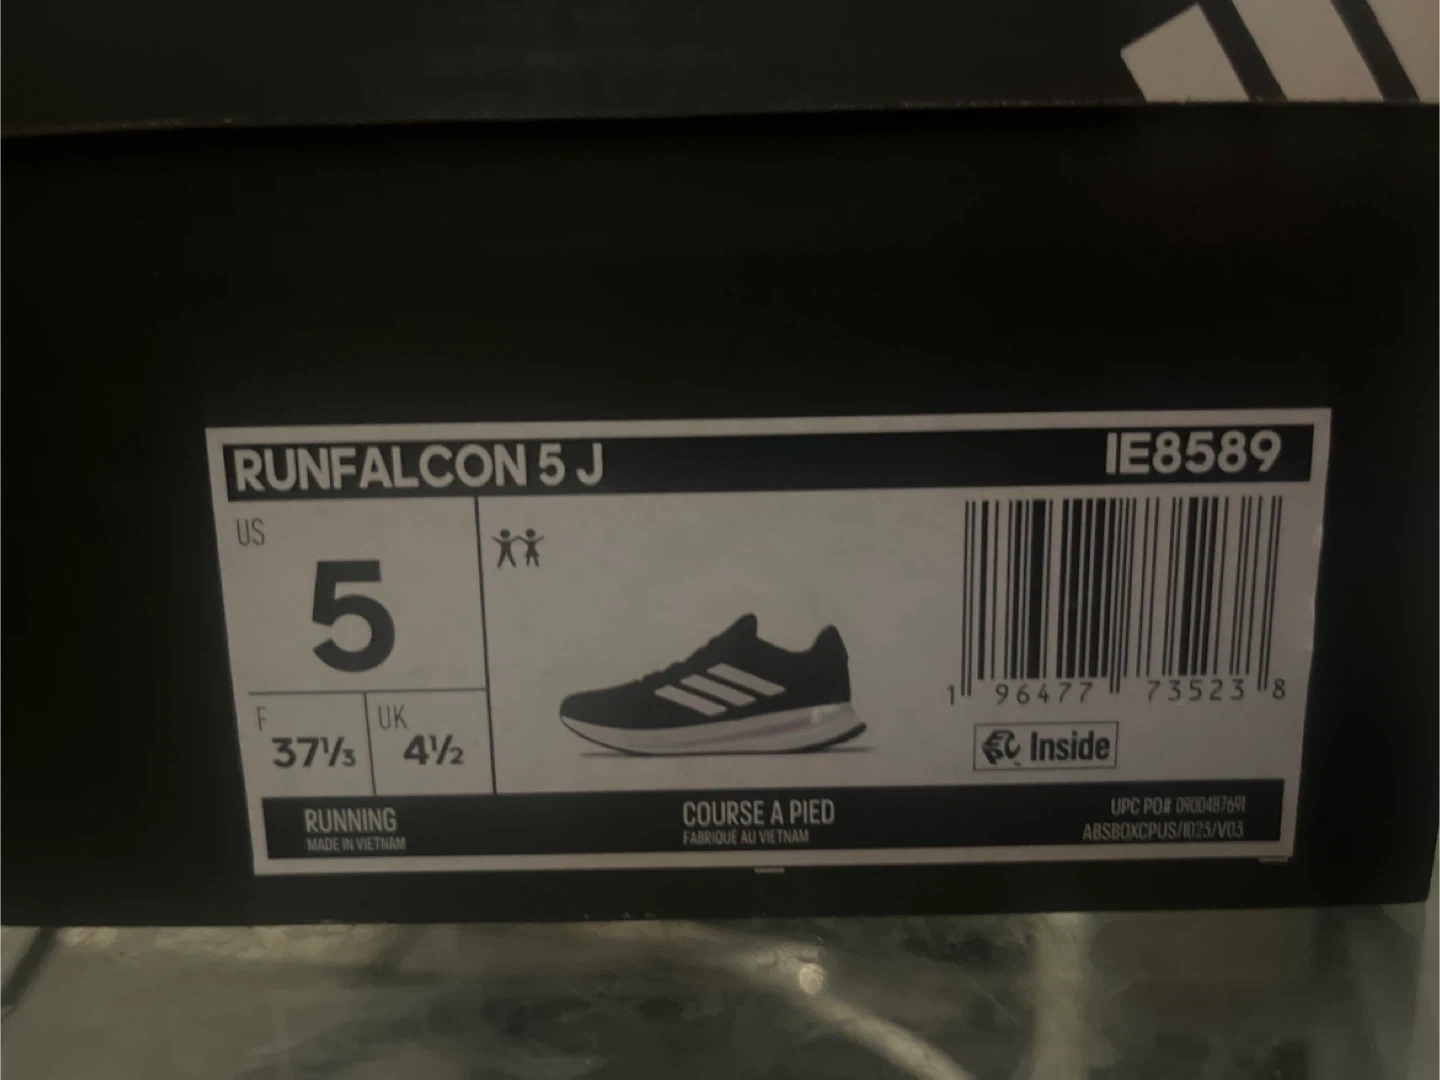 RUNFALCON 5 J
IE8589
US
5
F
37⅓
UK
4½
1 96477 73523 8
Inside
RUNNING
MADE IN VIETNAM
COURSE A PIED
FABRIQUÉ AU VIETNAM
UPC PO# 0900487691
ABSBOXCPUS/1023/V03